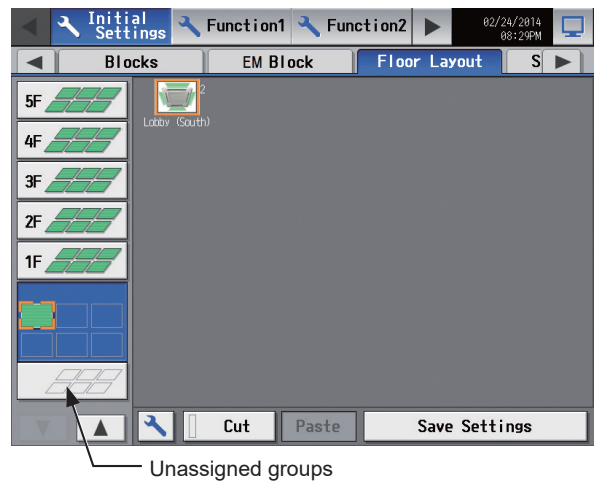 Initial
Settings
Function1
Function2
02/24/2014
08:29PM
Blocks
EM Block
Floor Layout
S
5F
2
Lobby (South)
4F
3F
2F
1F
Cut
Paste
Save Settings
Unassigned groups